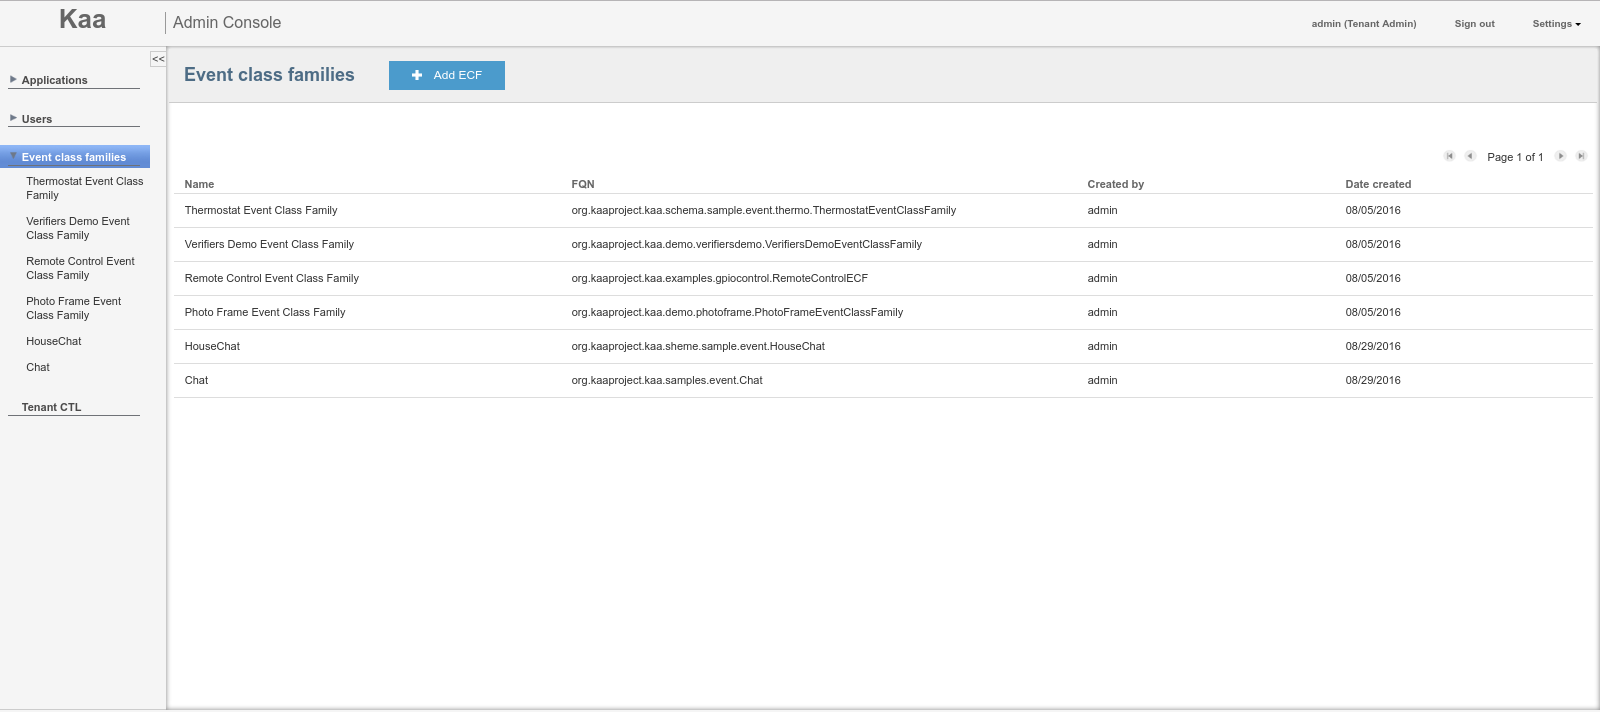 Kaa
Admin Console
admin (Tenant Admin)
Sign out
Settings
<<
Applications
Users
Event class families
Thermostat Event Class
Family
Verifiers Demo Event
Class Family
Remote Control Event
Class Family
Photo Frame Event
Class Family
HouseChat
Chat
Tenant CTL
Event class families
Add ECF
Page 1 of 1
Name FQN Created by Date created
Thermostat Event Class Family org.kaaproject.kaa.schema.sample.event.thermo.ThermostatEventClassFamily admin 08/05/2016
Verifiers Demo Event Class Family org.kaaproject.kaa.demo.verifiersdemo.VerifiersDemoEventClassFamily admin 08/05/2016
Remote Control Event Class Family org.kaaproject.kaa.examples.gpiocontrol.RemoteControlECF admin 08/05/2016
Photo Frame Event Class Family org.kaaproject.kaa.demo.photoframe.PhotoFrameEventClassFamily admin 08/05/2016
HouseChat org.kaaproject.kaa.sheme.sample.event.HouseChat admin 08/29/2016
Chat org.kaaproject.kaa.samples.event.Chat admin 08/29/2016